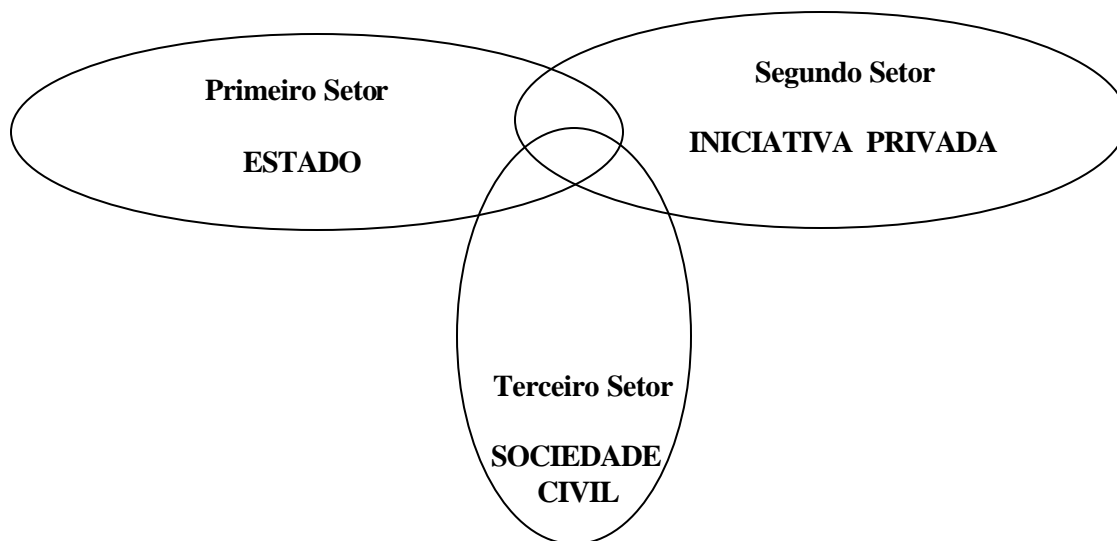 Primeiro Setor
ESTADO
Segundo Setor
INICIATIVA PRIVADA
Terceiro Setor
SOCIEDADE
CIVIL